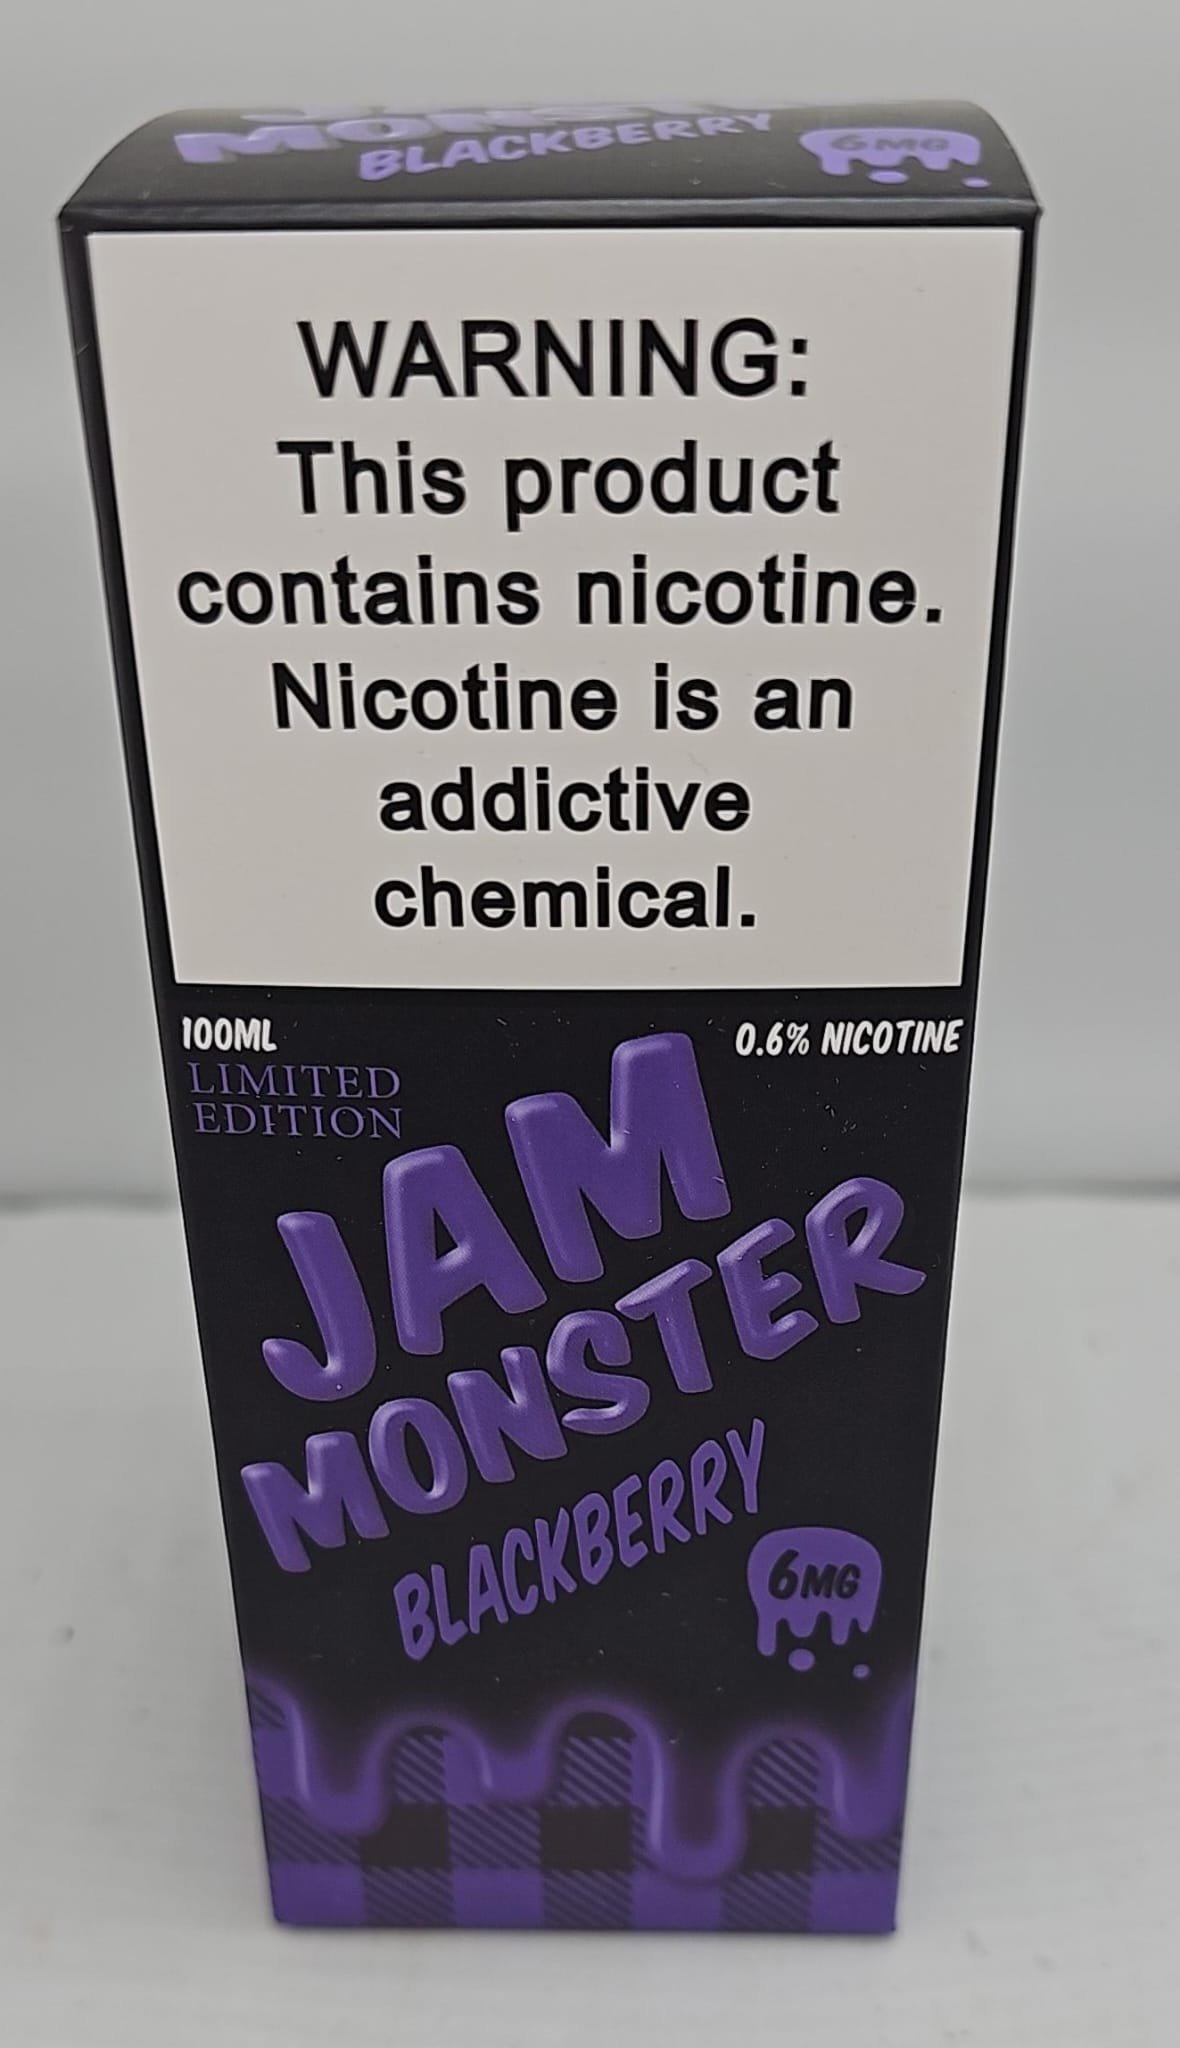 MONSTER
BLACKBERRY
6MG
WARNING:
This product
contains nicotine.
Nicotine is an
addictive
chemical.
100ML
0.6% NICOTINE
LIMITED
EDITION
JAM
MONSTER
BLACKBERRY
6MG